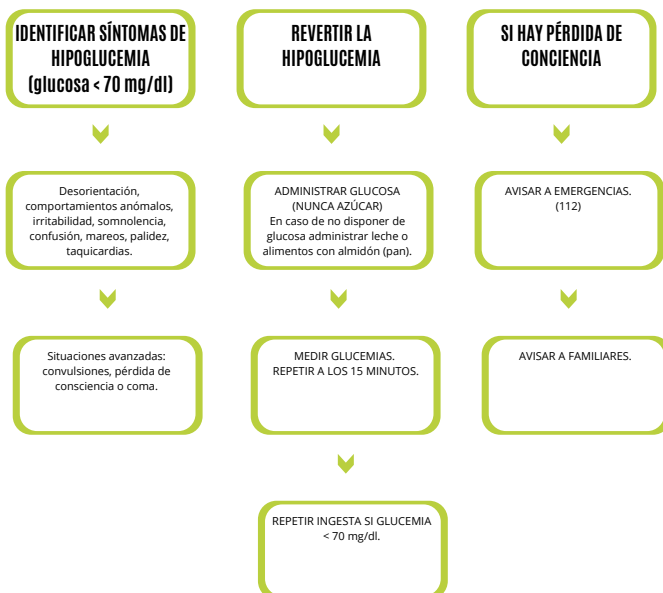 IDENTIFICAR SÍNTOMAS DE
HIPOGLUCEMIA
(glucosa < 70 mg/dl)
Desorientación,
comportamientos anómalos,
irritabilidad, somnolencia,
confusión, mareos, palidez,
taquicardias.
Situaciones avanzadas:
convulsiones, pérdida de
consciencia o coma.
REVERTIR LA
HIPOGLUCEMIA
ADMINISTRAR GLUCOSA
(NUNCA AZÚCAR)
En caso de no disponer de
glucosa administrar leche o
alimentos con almidón (pan).
MEDIR GLUCEMIAS.
REPETIR A LOS 15 MINUTOS.
REPETIR INGESTA SI GLUCEMIA
< 70 mg/dl.
SI HAY PÉRDIDA DE
CONCIENCIA
AVISAR A EMERGENCIAS.
(112)
AVISAR A FAMILIARES.